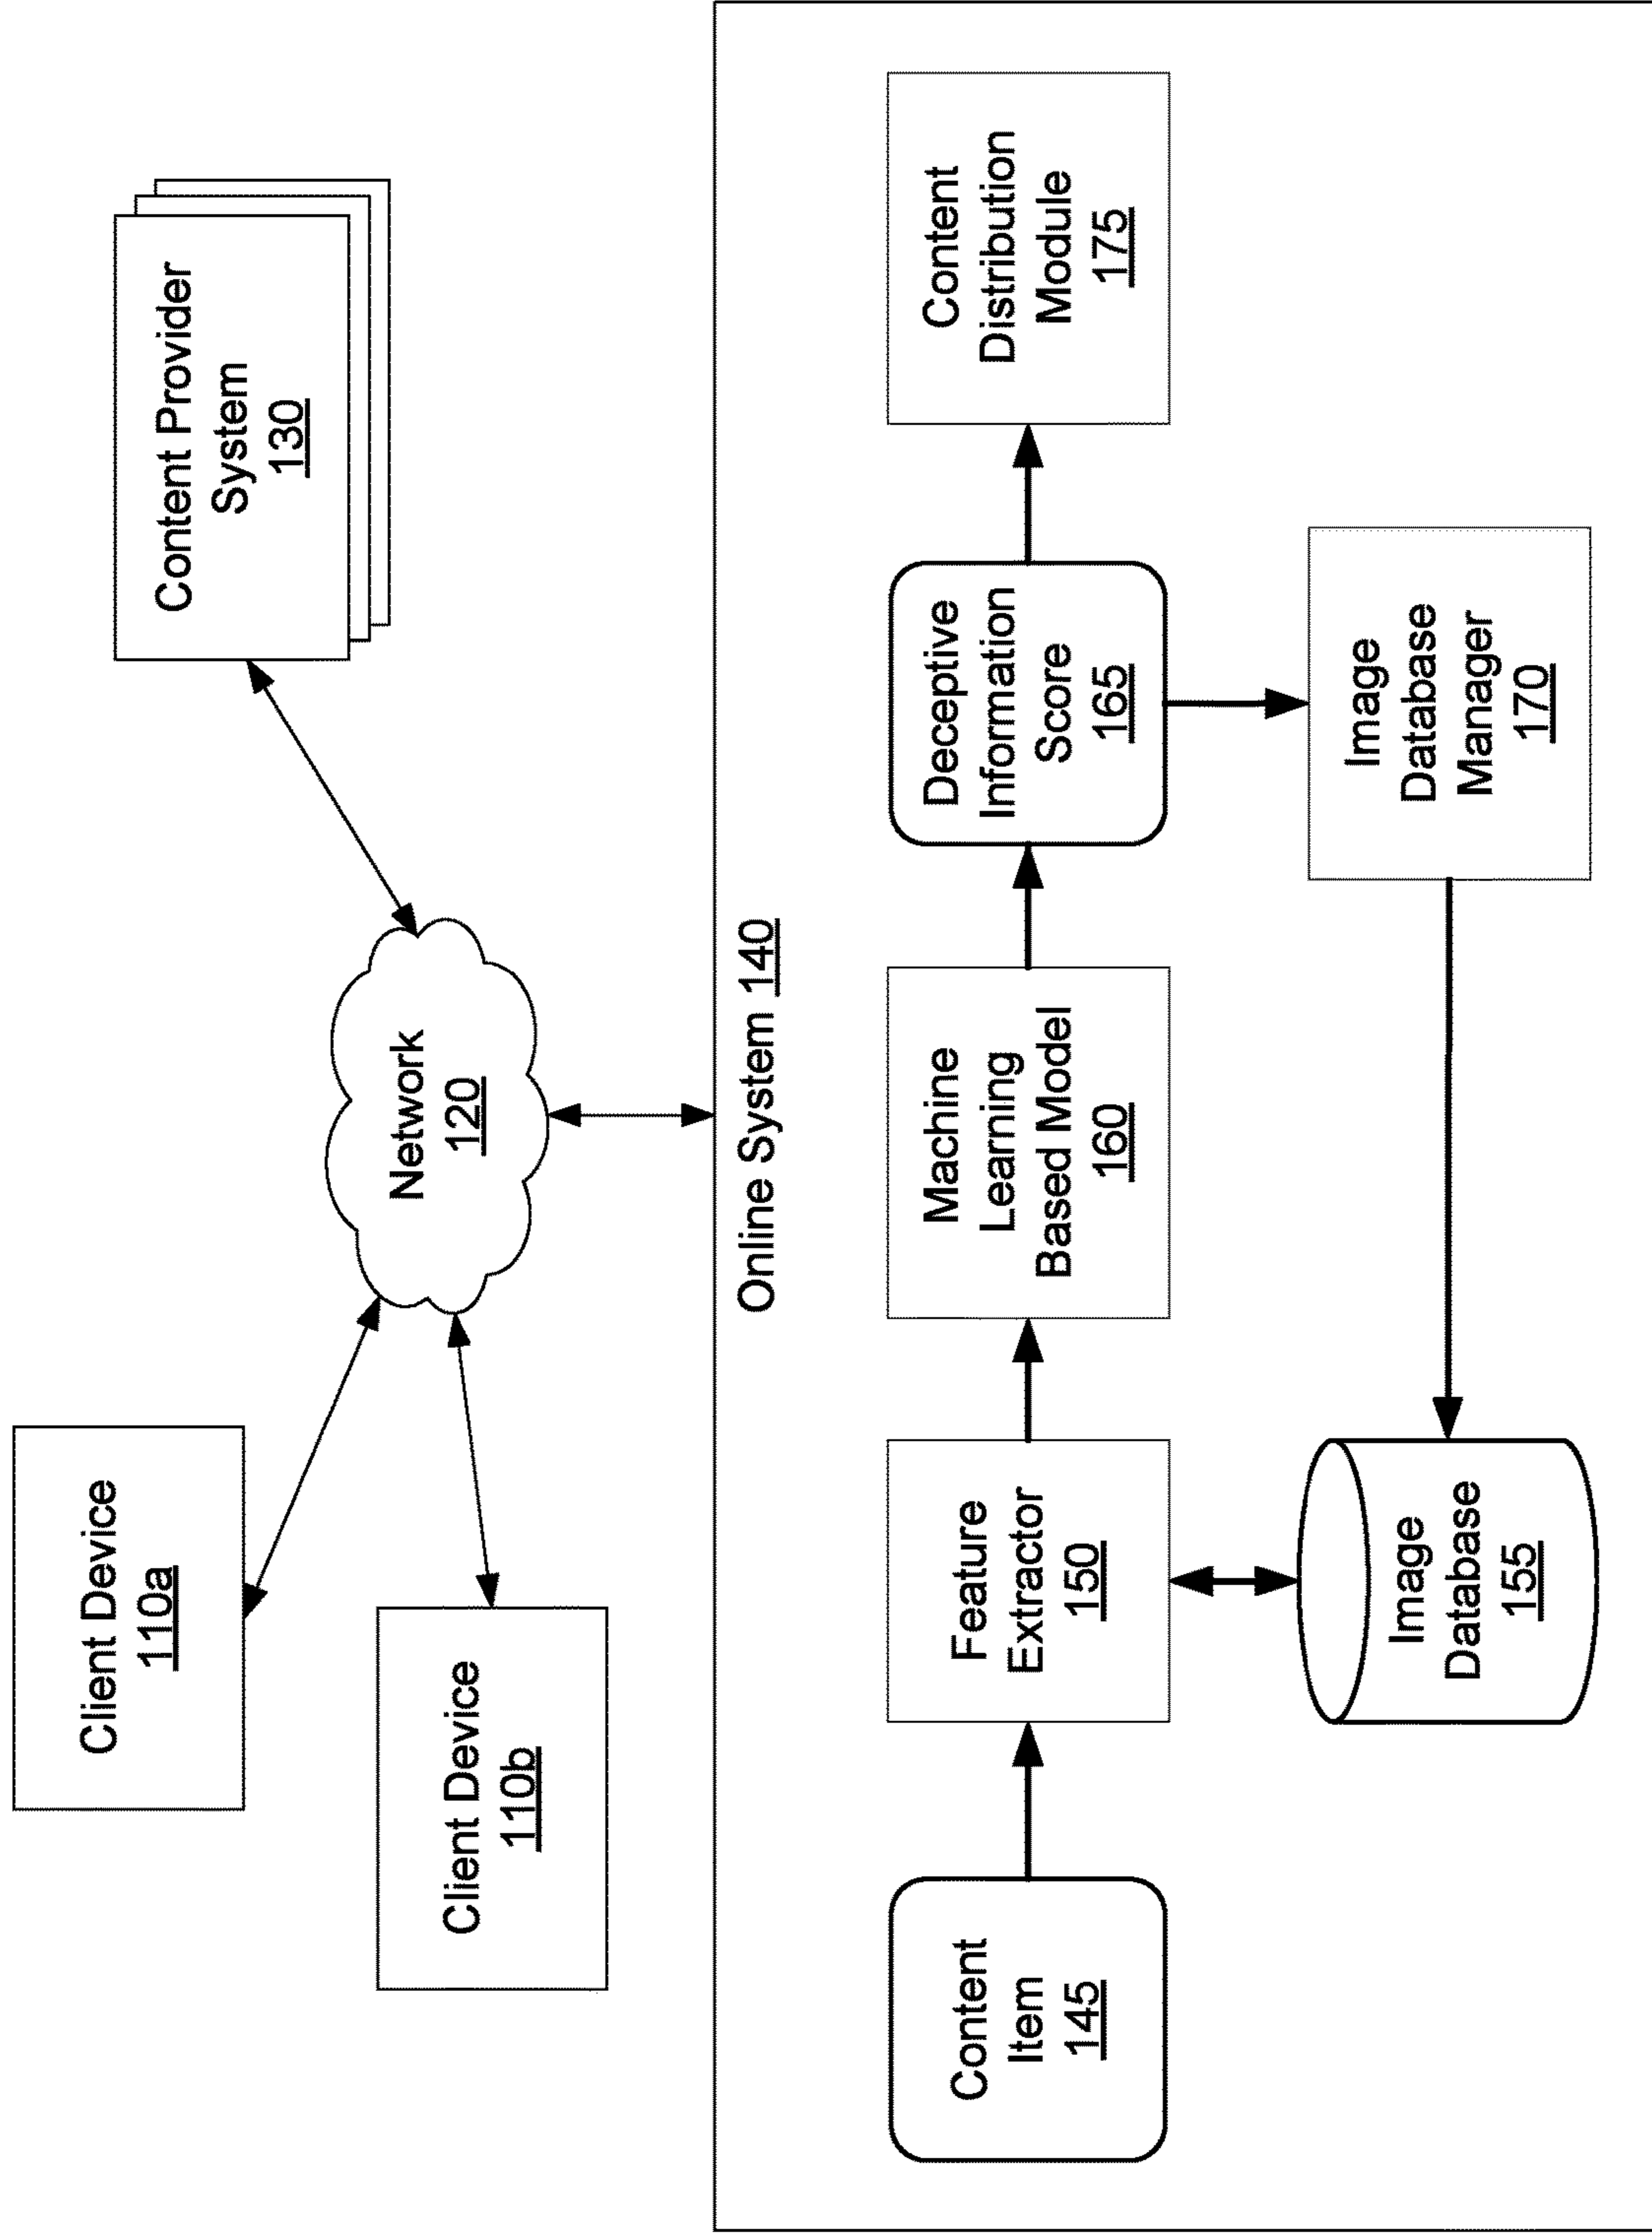 Client Device
110a
Client Device
110b
Network
120
Content Provider
System
130
Online System 140
Content
Item
145
Feature
Extractor
150
Machine
Learning
Based Model
160
Deceptive
Information
Score
165
Content
Distribution
Module
175
Image
Database
155
Image
Database
Manager
170